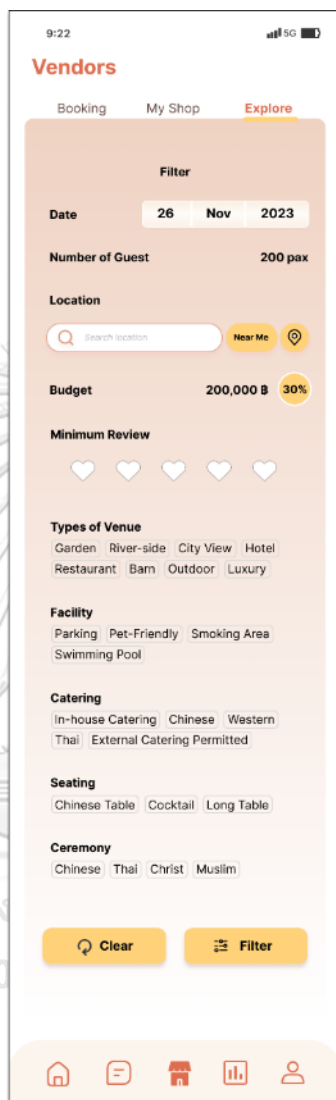 9:22 5G
Vendors
Booking My Shop Explore
Filter
Date 26 Nov 2023
Number of Guest 200 pax
Location
Search location Near Me
Budget 200,000 ฿ 30%
Minimum Review
Types of Venue
Garden River-side City View Hotel
Restaurant Barn Outdoor Luxury
Facility
Parking Pet-Friendly Smoking Area
Swimming Pool
Catering
In-house Catering Chinese Western
Thai External Catering Permitted
Seating
Chinese Table Cocktail Long Table
Ceremony
Chinese Thai Christ Muslim
Clear Filter